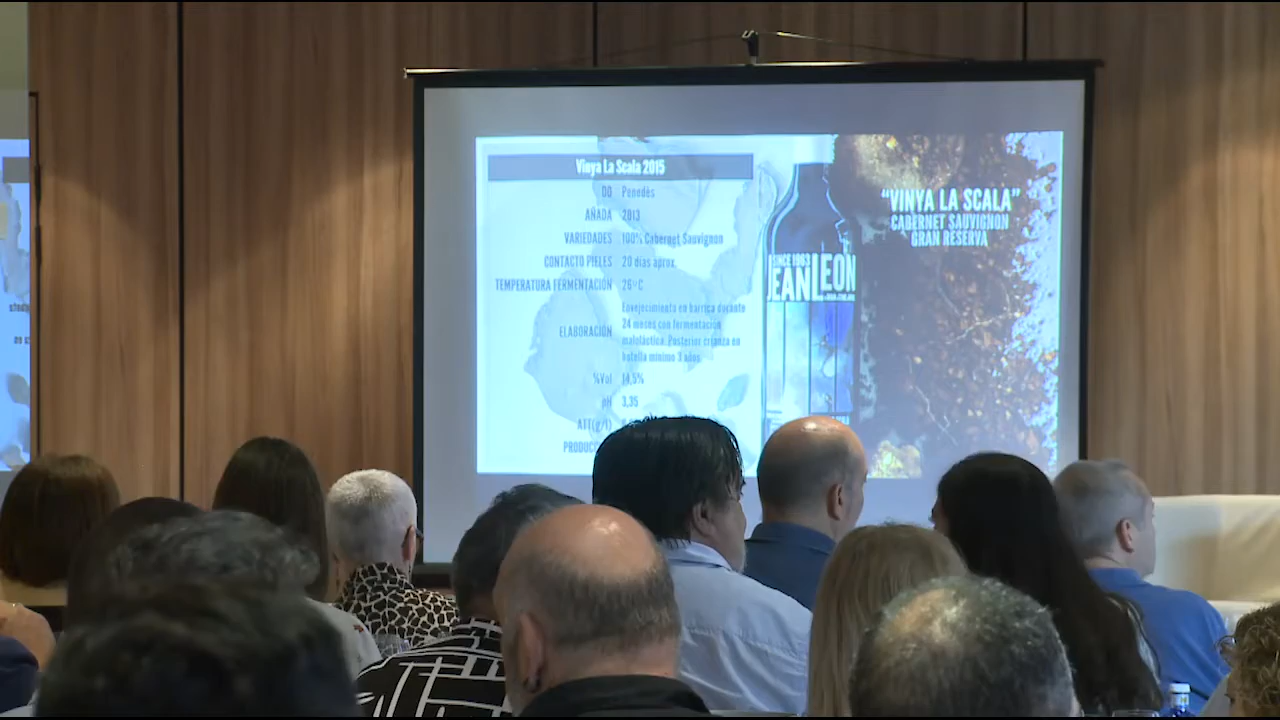 Vinya La Scala 2015
DO Penedès
AÑADA 2013
VARIEDADES 100% Cabernet Sauvignon
CONTACTO PIELES 20 días aprox.
TEMPERATURA FERMENTACIÓN 26ºC
ELABORACIÓN Envejecimiento en barrica durante
24 meses con fermentación
maloláctica. Posterior crianza en
botella mínimo 3 años
%Vol 14,5%
pH 3,35
ATT(g/l)
SINCE 1963
JEAN LEON
"VINYA LA SCALA"
CABERNET SAUVIGNON
GRAN RESERVA